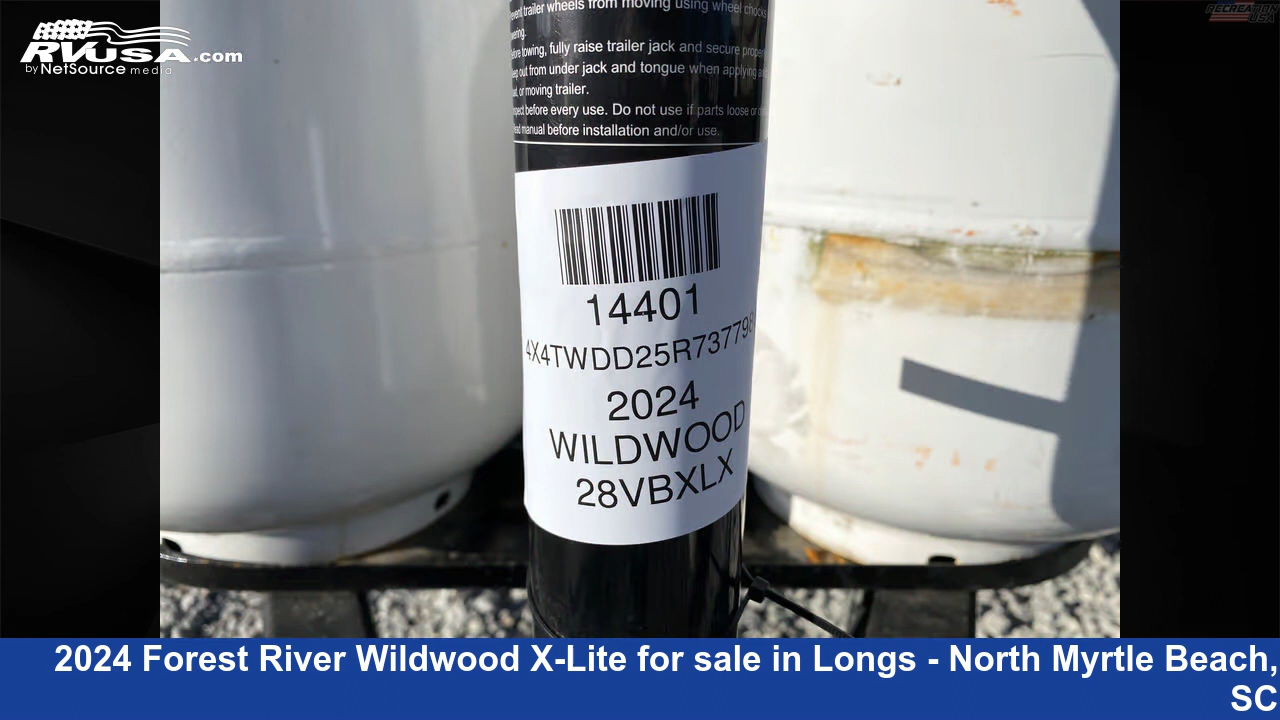 RVUSA.com
by NetSource media
RECREATION
USA
trailer wheels from moving using wheel chocks
towing, fully raise trailer jack and secure
out from under jack and tongue when applying
or moving trailer.
before every use. Do not use if parts loose or
manual before installation and/or use.
14401
4X4TWDD25R737798
2024
WILDWOOD
28VBXLX
2024 Forest River Wildwood X-Lite for sale in Longs - North Myrtle Beach,
SC